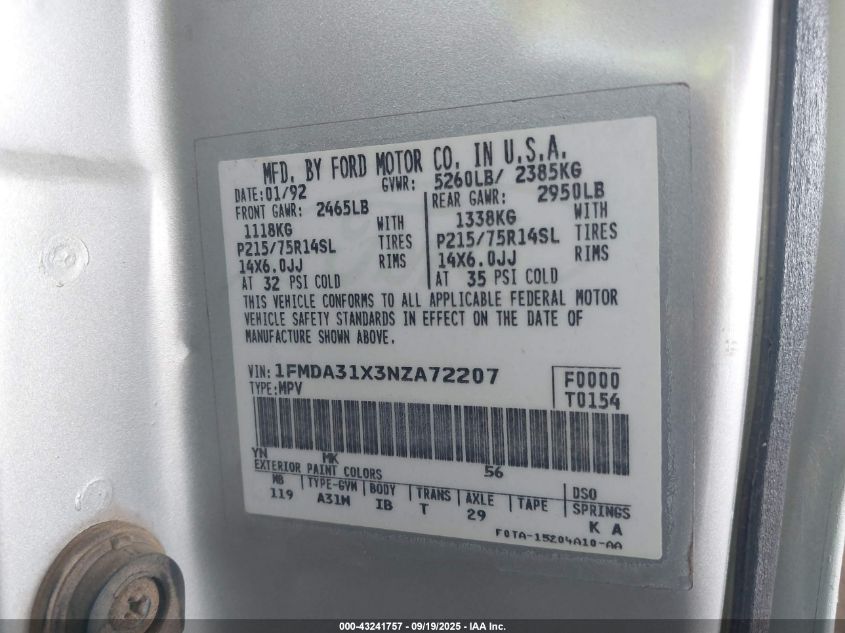 MFD. BY FORD MOTOR CO. IN U.S.A.
DATE: 01/92 GVWR: 5260LB/ 2385KG
FRONT GAWR: 2465LB REAR GAWR: 2950LB
1118KG WITH 1338KG WITH
P215/75R14SL TIRES P215/75R14SL TIRES
14X6.0JJ RIMS 14X6.0JJ RIMS
AT 32 PSI COLD AT 35 PSI COLD
THIS VEHICLE CONFORMS TO ALL APPLICABLE FEDERAL MOTOR
VEHICLE SAFETY STANDARDS IN EFFECT ON THE DATE OF
MANUFACTURE SHOWN ABOVE.
VIN: 1FMDA31X3NZA72207 F0000
TYPE: MPV T0154
YN MK 56
EXTERIOR PAINT COLORS DSO
WB TYPE-GVM BODY TRANS AXLE TAPE SPRINGS
119 A31M IB T 29 K A
F0TA-15204A10-AA
000-43241757 - 09/19/2025 - IAA Inc.